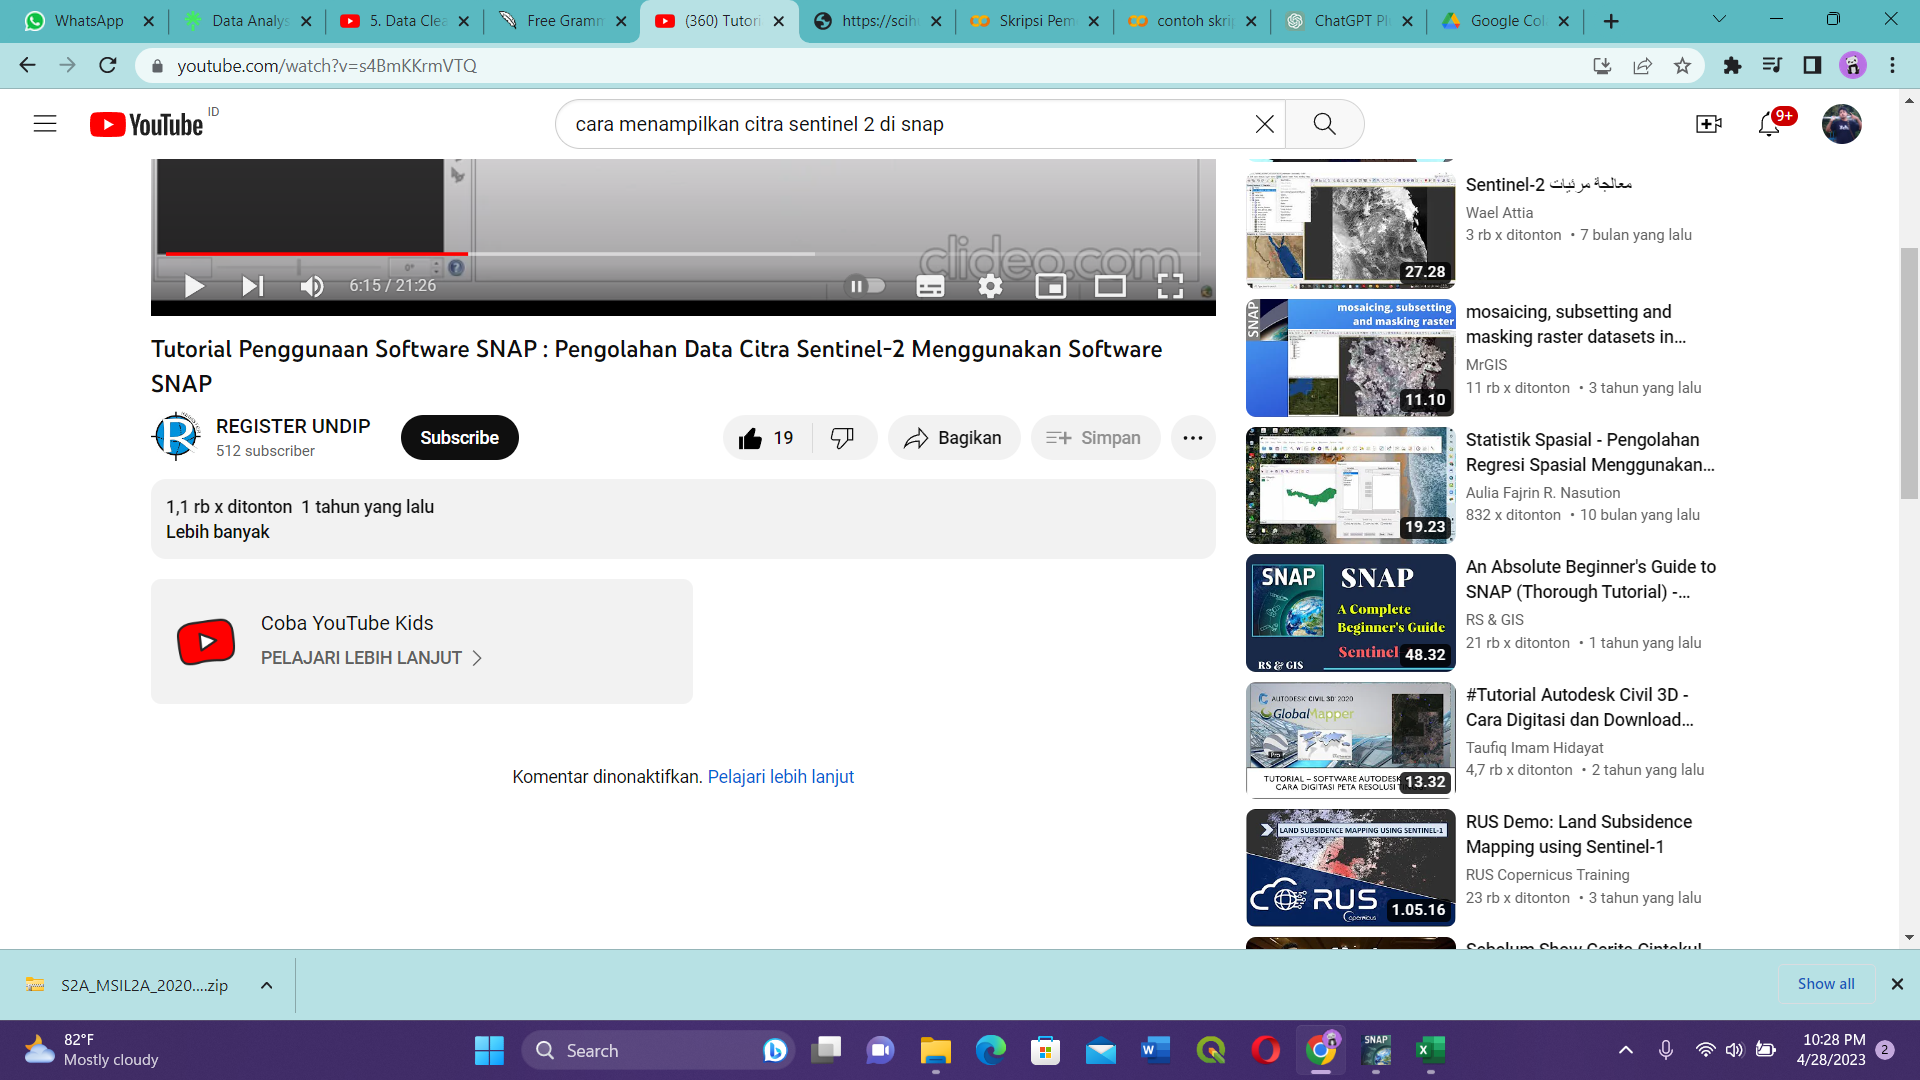 WhatsApp
Data Analys
5. Data Clea
Free Gramm
(360) Tutori
https://scihu
Skripsi Pem
contoh skrip
ChatGPT Pl
Google Col
youtube.com/watch?v=s4BmKKrmVTQ
YouTube ID
cara menampilkan citra sentinel 2 di snap
9+
clideo.com
6:15 / 21:26
Tutorial Penggunaan Software SNAP : Pengolahan Data Citra Sentinel-2 Menggunakan Software
SNAP
REGISTER UNDIP
512 subscriber
Subscribe
19
Bagikan
Simpan
1,1 rb x ditonton 1 tahun yang lalu
Lebih banyak
Coba YouTube Kids
PELAJARI LEBIH LANJUT
Komentar dinonaktifkan. Pelajari lebih lanjut
27.28
Sentinel-2 معالجة مرئيات
Wael Attia
3 rb x ditonton • 7 bulan yang lalu
SNAP
mosaicing, subsetting
and masking raster
11.10
mosaicing, subsetting and
masking raster datasets in...
MrGIS
11 rb x ditonton • 3 tahun yang lalu
19.23
Statistik Spasial - Pengolahan
Regresi Spasial Menggunakan...
Aulia Fajrin R. Nasution
832 x ditonton • 10 bulan yang lalu
SNAP
SNAP
A Complete
Beginner's Guide
Sentinel
RS & GIS
48.32
An Absolute Beginner's Guide to
SNAP (Thorough Tutorial) -...
RS & GIS
21 rb x ditonton • 1 tahun yang lalu
AUTODESK CIVIL 3D 2020
GlobalMapper
TUTORIAL – SOFTWARE AUTODESK
CARA DIGITASI PETA RESOLUSI T
13.32
#Tutorial Autodesk Civil 3D -
Cara Digitasi dan Download...
Taufiq Imam Hidayat
4,7 rb x ditonton • 2 tahun yang lalu
LAND SUBSIDENCE MAPPING USING SENTINEL-1
RUS
Copernicus
1.05.16
RUS Demo: Land Subsidence
Mapping using Sentinel-1
RUS Copernicus Training
23 rb x ditonton • 3 tahun yang lalu
S2A_MSIL2A_2020....zip
Show all
82°F
Mostly cloudy
Search
SNAP
10:28 PM
4/28/2023
2